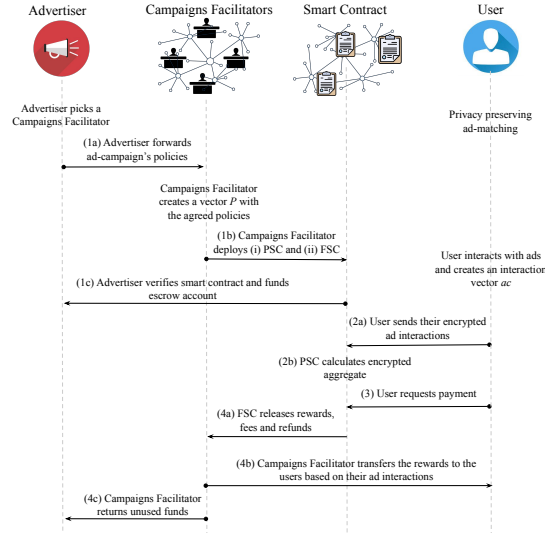 Advertiser
Campaigns Facilitators
Smart Contract
User
Advertiser picks a
Campaigns Facilitator
Privacy preserving
ad-matching
(1a) Advertiser forwards
ad-campaign's policies
Campaigns Facilitator
creates a vector P with
the agreed policies
(1b) Campaigns Facilitator
deploys (i) PSC and (ii) FSC
User interacts with ads
and creates an interaction
vector ac
(1c) Advertiser verifies smart contract and funds
escrow account
(2a) User sends their encrypted
ad interactions
(2b) PSC calculates encrypted
aggregate
(3) User requests payment
(4a) FSC releases rewards,
fees and refunds
(4b) Campaigns Facilitator transfers the rewards to the
users based on their ad interactions
(4c) Campaigns Facilitator
returns unused funds